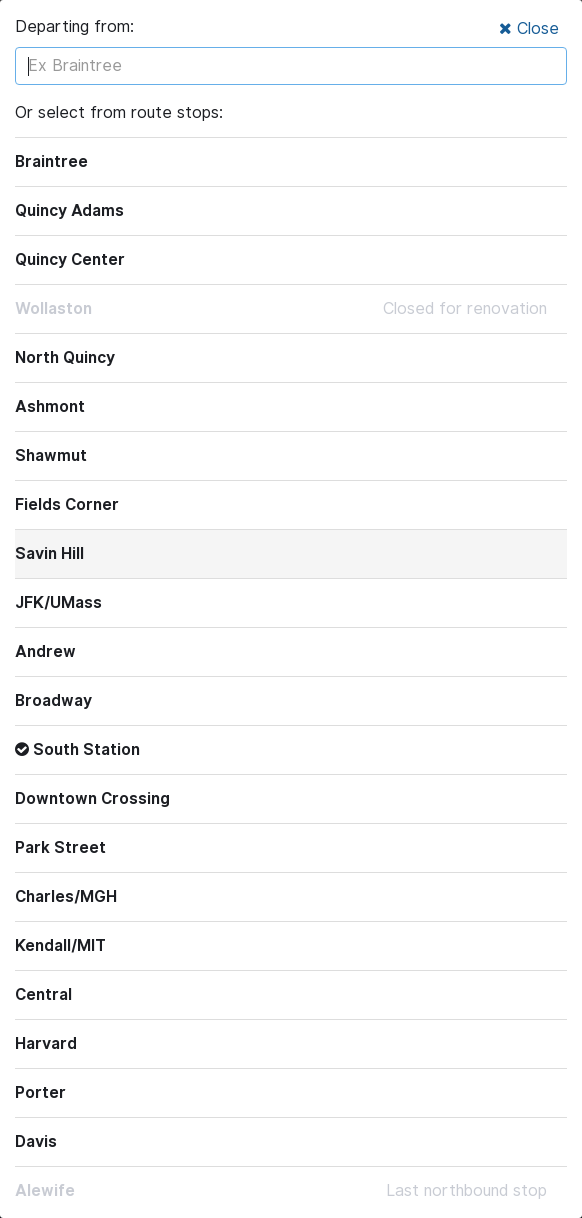 Departing from:
Close
Ex Braintree
Or select from route stops:
Braintree
Quincy Adams
Quincy Center
Wollaston Closed for renovation
North Quincy
Ashmont
Shawmut
Fields Corner
Savin Hill
JFK/UMass
Andrew
Broadway
South Station
Downtown Crossing
Park Street
Charles/MGH
Kendall/MIT
Central
Harvard
Porter
Davis
Alewife Last northbound stop